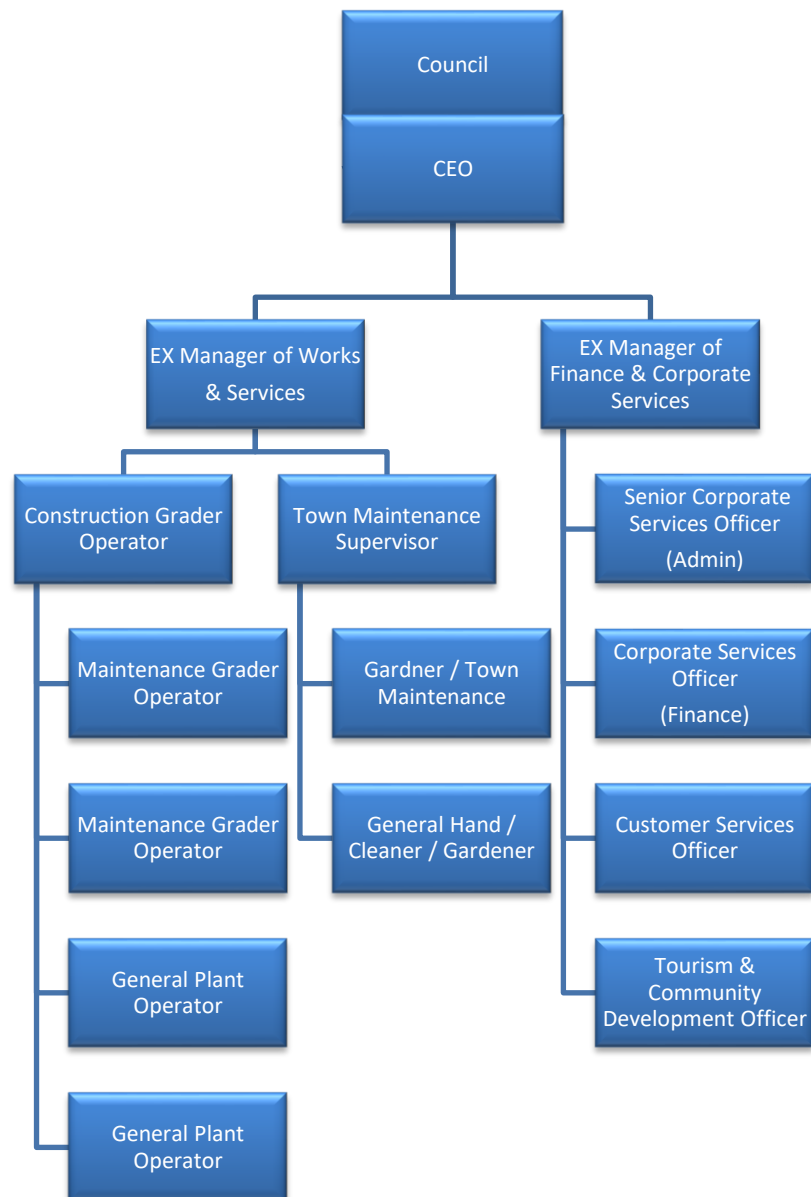 Council
CEO
EX Manager of Works
& Services
EX Manager of
Finance & Corporate
Services
Construction Grader
Operator
Town Maintenance
Supervisor
Senior Corporate
Services Officer
(Admin)
Maintenance Grader
Operator
Gardner / Town
Maintenance
Corporate Services
Officer
(Finance)
Maintenance Grader
Operator
General Hand /
Cleaner / Gardener
Customer Services
Officer
General Plant
Operator
Tourism &
Community
Development Officer
General Plant
Operator